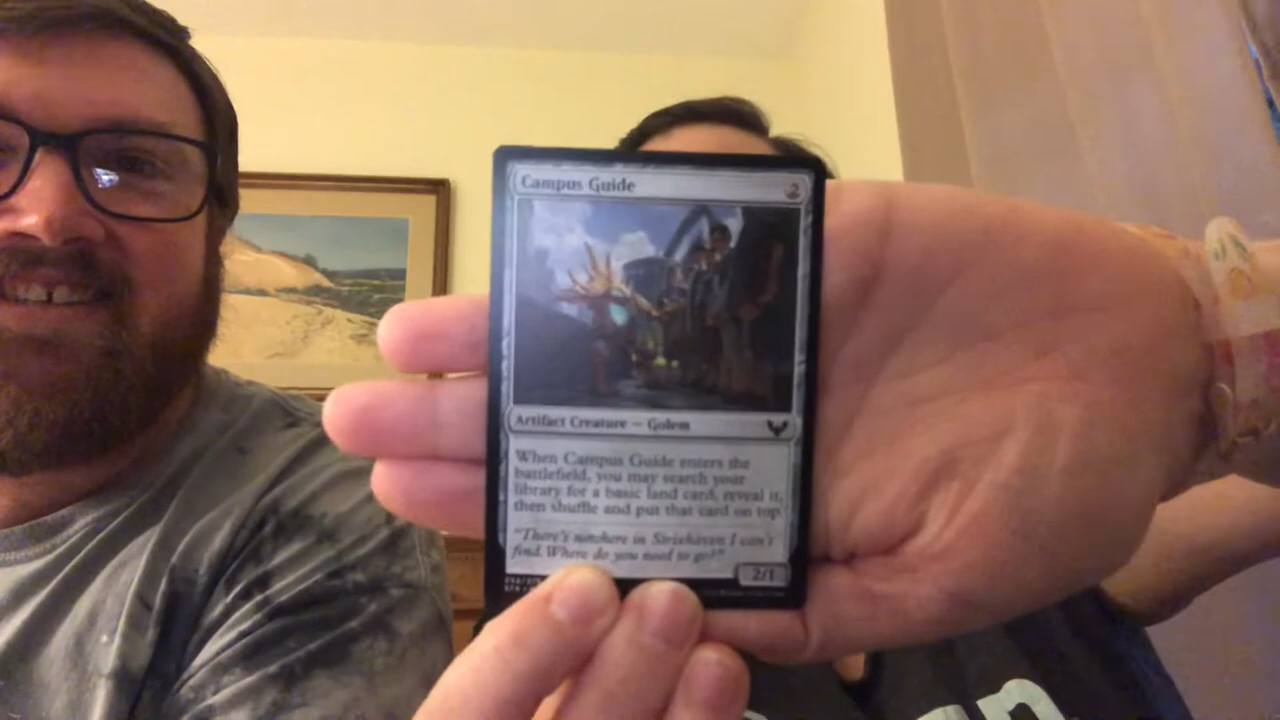 Campus Guide
2
Artifact Creature — Golem
When Campus Guide enters the
battlefield, you may search your
library for a basic land card, reveal it,
then shuffle and put that card on top.
"There's nowhere in Strixhaven I can't
find. Where do you need to go?"
2/1